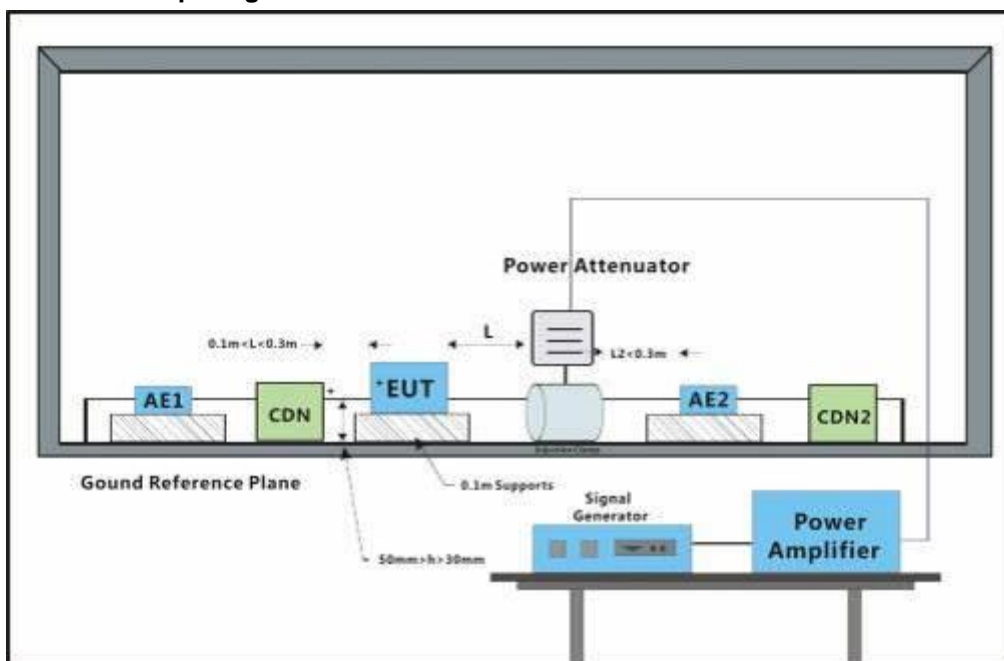 Power Attenuator
0.1m<L<0.3m
L
L2<0.3m
AE1
CDN
EUT
AE2
CDN2
Gound Reference Plane
0.1m Supports
50mm>h>30mm
Signal
Generator
Power
Amplifier